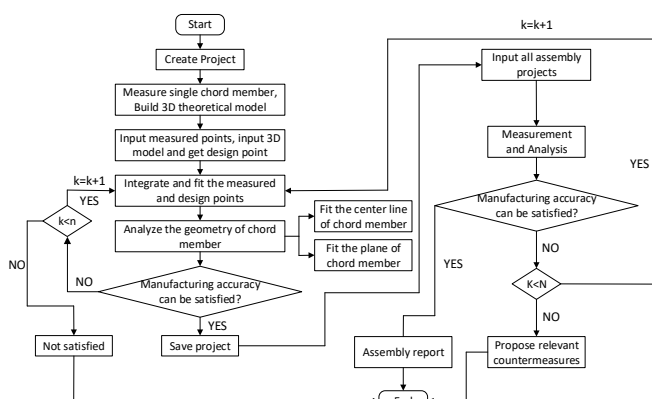 Start
k=k+1
Create Project
Input all assembly
projects
Measure single chord member,
Build 3D theoretical model
Input measured points, input 3D
model and get design point
Measurement
and Analysis
YES
k=k+1
YES
Integrate and fit the measured
and design points
Manufacturing accuracy
can be satisfied?
k<n
Fit the center line
of chord member
Analyze the geometry of chord
member
Fit the plane of
chord member
NO
NO
NO
YES
Manufacturing accuracy
can be satisfied?
K<N
YES
NO
Not satisfied
Save project
Assembly report
Propose relevant
countermeasures